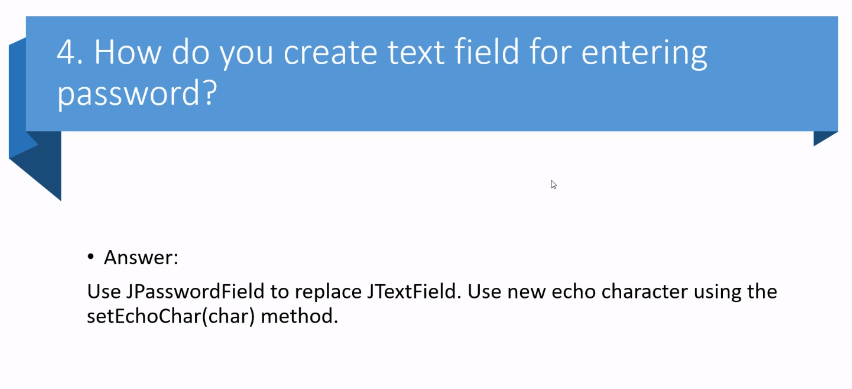 4. How do you create text field for entering
password?
• Answer:
Use JPasswordField to replace JTextField. Use new echo character using the
setEchoChar(char) method.